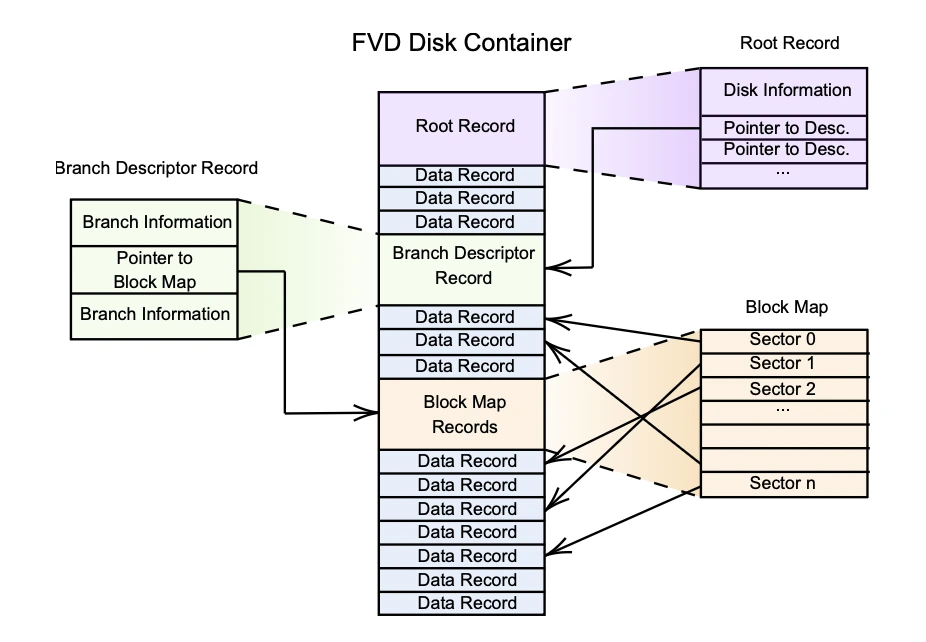 FVD Disk Container
Root Record
Disk Information
Pointer to Desc.
Pointer to Desc.
...
Branch Descriptor Record
Branch Information
Pointer to
Block Map
Branch Information
Root Record
Data Record
Data Record
Data Record
Branch Descriptor
Record
Data Record
Data Record
Data Record
Block Map
Records
Data Record
Data Record
Data Record
Data Record
Data Record
Data Record
Data Record
Block Map
Sector 0
Sector 1
Sector 2
...
Sector n